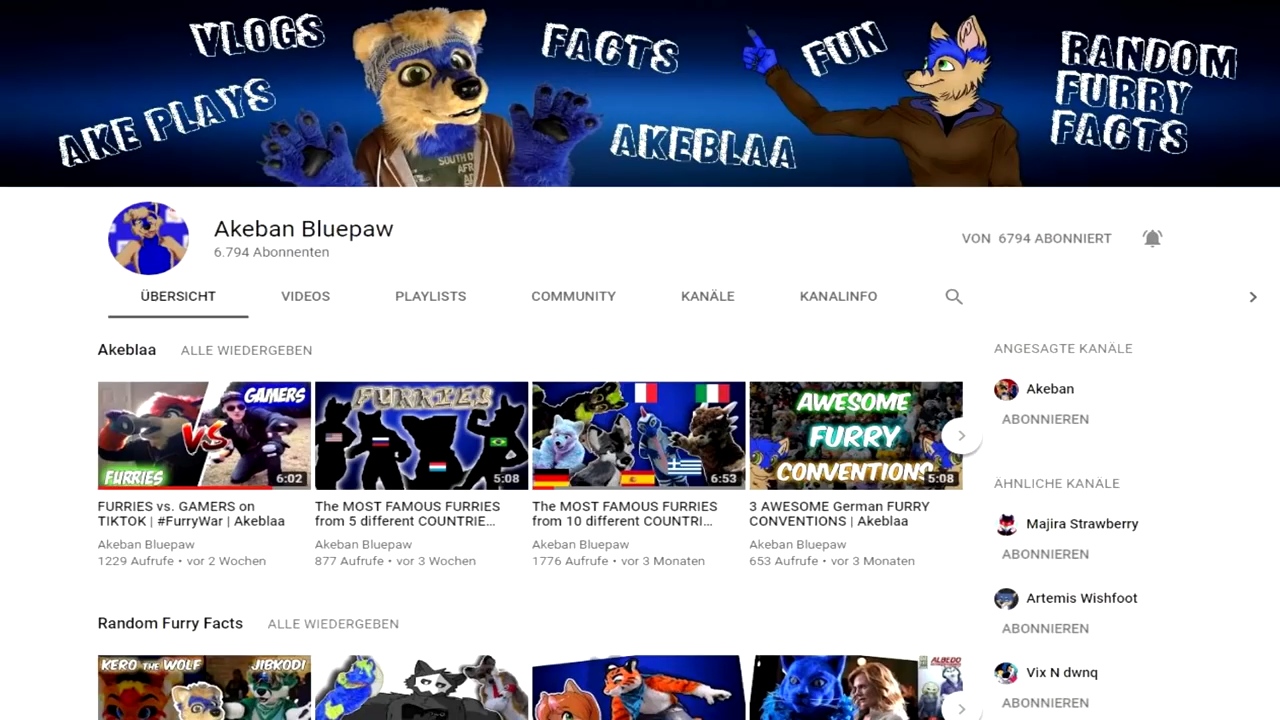 VLOGS
FACTS
FUN
RANDOM
FURRY
FACTS
AKE PLAYS
AKEBLAA
SOUTH O
AFR
AD
Akeban Bluepaw
6.794 Abonnenten
VON 6794 ABONNIERT
ÜBERSICHT VIDEOS PLAYLISTS COMMUNITY KANÄLE KANALINFO
Akeblaa ALLE WIEDERGEBEN
GAMERS
VS
FURRIES
6:02
FURRIES
5:08
6:53
AWESOME
FURRY
CONVENTIONS
5:08
FURRIES vs. GAMERS on
TIKTOK | #FurryWar | Akeblaa
Akeban Bluepaw
1229 Aufrufe • vor 2 Wochen
The MOST FAMOUS FURRIES
from 5 different COUNTRIE...
Akeban Bluepaw
877 Aufrufe • vor 3 Wochen
The MOST FAMOUS FURRIES
from 10 different COUNTRI...
Akeban Bluepaw
1776 Aufrufe • vor 3 Monaten
3 AWESOME German FURRY
CONVENTIONS | Akeblaa
Akeban Bluepaw
653 Aufrufe • vor 3 Monaten
ANGESAGTE KANÄLE
Akeban
ABONNIEREN
ÄHNLICHE KANÄLE
Majira Strawberry
ABONNIEREN
Artemis Wishfoot
ABONNIEREN
Vix N dwnq
ABONNIEREN
Random Furry Facts ALLE WIEDERGEBEN
KERO THE WOLF JIBKODI
ALBEDO